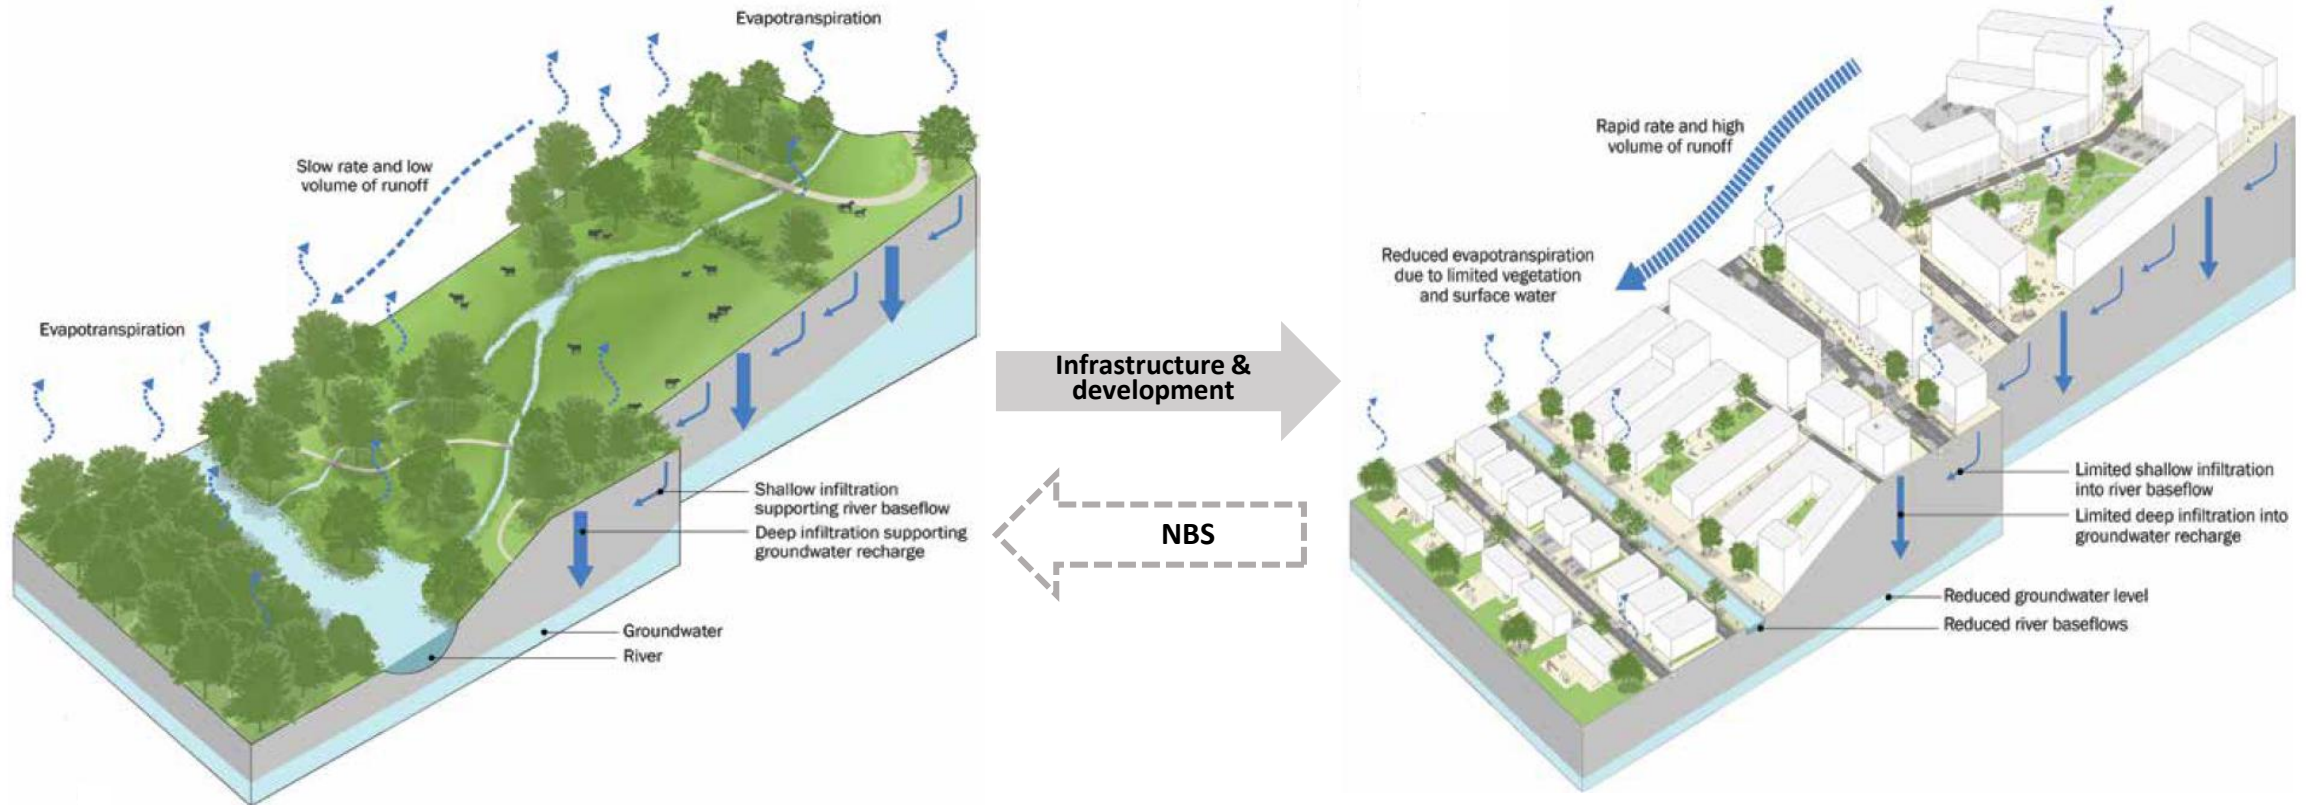 Evapotranspiration
Slow rate and low
volume of runoff
Evapotranspiration
Shallow infiltration
supporting river baseflow
Deep infiltration supporting
groundwater recharge
Groundwater
River
Infrastructure &
development
NBS
Rapid rate and high
volume of runoff
Reduced evapotranspiration
due to limited vegetation
and surface water
Limited shallow infiltration
into river baseflow
Limited deep infiltration into
groundwater recharge
Reduced groundwater level
Reduced river baseflows